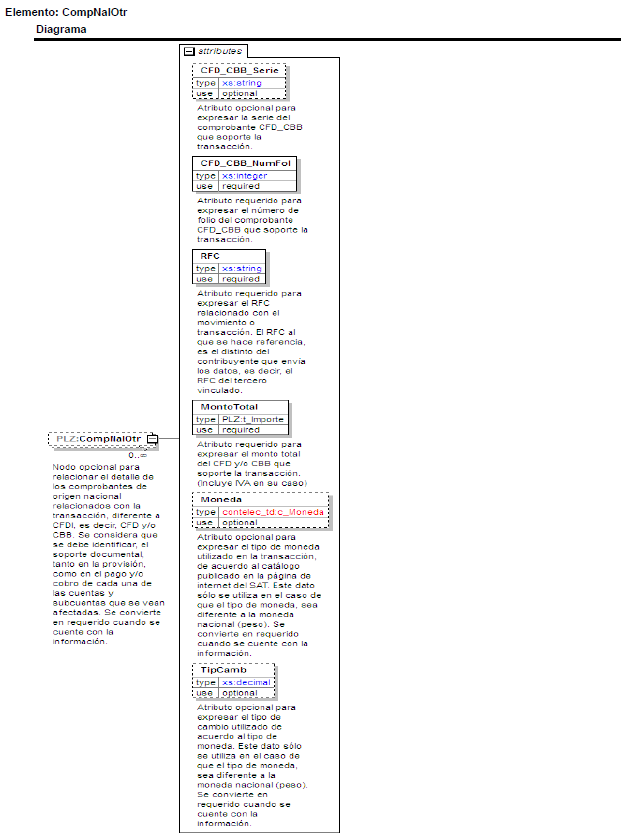 Elemento: CompNalOtr
Diagrama
attributes
CFD_CBB_Serie
type xs:string
use optional
Atributo opcional para
expresar la serie del
comprobante CFD_CBB
que soporte la
transacción.
CFD_CBB_NumFol
type xs:integer
use required
Atributo requerido para
expresar el número de
folio del comprobante
CFD_CBB que soporte la
transacción.
RFC
type xs:string
use required
Atributo requerido para
expresar el RFC
relacionado con el
movimiento o
transacción. El RFC al
que se hace referencia,
es el distinto del
contribuyente que envía
los datos, es decir, el
RFC del tercero
vinculado.
MontoTotal
type PLZ:t_Importe
use required
Atributo requerido para
expresar el monto total
del CFD y/o CBB que
soporte la transacción.
(Incluye IVA en su caso)
Moneda
type contelec_td:c_Moneda
use optional
Atributo opcional para
expresar el tipo de moneda
utilizado en la transacción,
de acuerdo al catálogo
publicado en la página de
internet del SAT. Este dato
sólo se utiliza en el caso de
que el tipo de moneda, sea
diferente a la moneda
nacional (peso). Se
convierte en requerido
cuando se cuente con la
información.
TipCamb
type xs:decimal
use optional
Atributo opcional para
expresar el tipo de
cambio utilizado de
acuerdo al tipo de
moneda. Este dato sólo
se utiliza en el caso de
que el tipo de moneda,
sea diferente a la
moneda nacional (peso).
Se convierte en
requerido cuando se
cuente con la
información.
PLZ:CompNalOtr
0..∞
Nodo opcional para
relacionar el detalle de
los comprobantes de
origen nacional
relacionados con la
transacción, diferente a
CFDI, es decir, CFD y/o
CBB. Se considera que
se debe identificar, el
soporte documental,
tanto en la provisión,
como en el pago y/o
cobro de cada una de
las cuentas y
subcuentas que se vean
afectadas. Se convierte
en requerido cuando se
cuente con la
información.